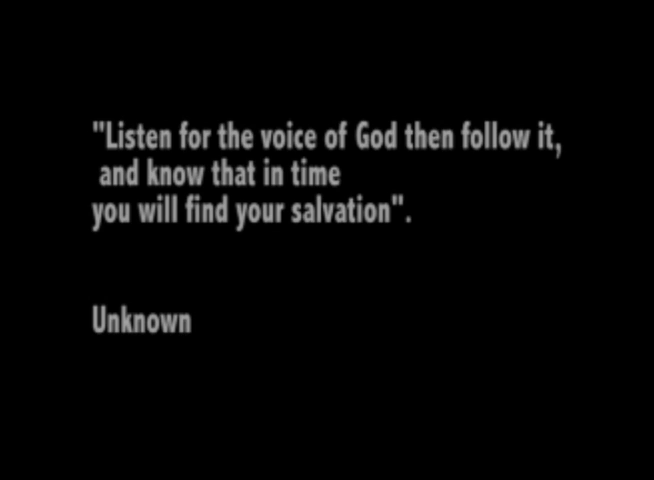 "Listen for the voice of God then follow it,
and know that in time
you will find your salvation".
Unknown